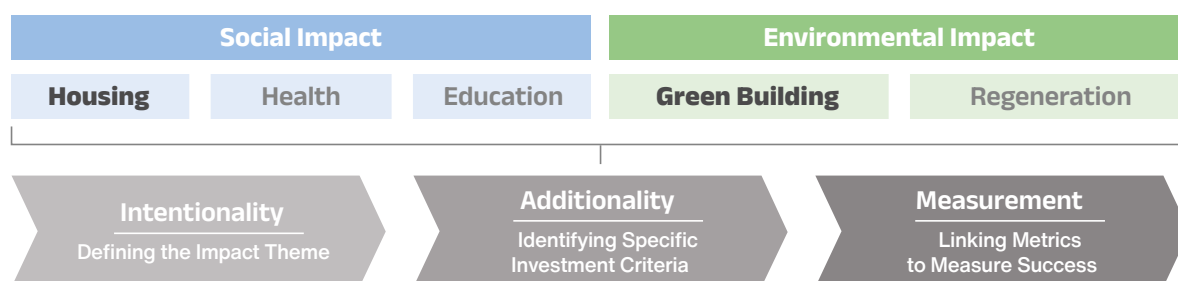 Social Impact
Environmental Impact
Housing
Health
Education
Green Building
Regeneration
Intentionality
Defining the Impact Theme
Additionality
Identifying Specific
Investment Criteria
Measurement
Linking Metrics
to Measure Success